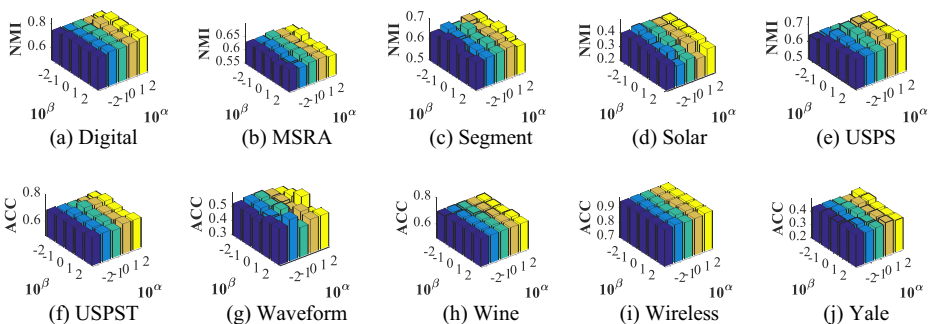 NMI 0.8 0.6 -2 -1 0 1 2 -2 -1 0 1 2 10^β 10^α
(a) Digital
NMI 0.65 0.6 0.55 -2 -1 0 1 2 -2 -1 0 1 2 10^β 10^α
(b) MSRA
NMI 0.7 0.6 0.5 -2 -1 0 1 2 -2 -1 0 1 2 10^β 10^α
(c) Segment
NMI 0.4 0.3 0.2 -2 -1 0 1 2 -2 -1 0 1 2 10^β 10^α
(d) Solar
NMI 0.7 0.6 0.5 -2 -1 0 1 2 -2 -1 0 1 2 10^β 10^α
(e) USPS
ACC 0.8 0.6 -2 -1 0 1 2 -2 -1 0 1 2 10^β 10^α
(f) USPST
ACC 0.5 0.4 0.3 -2 -1 0 1 2 -2 -1 0 1 2 10^β 10^α
(g) Waveform
ACC 0.8 0.6 -2 -1 0 1 2 -2 -1 0 1 2 10^β 10^α
(h) Wine
ACC 0.9 0.8 0.7 -2 -1 0 1 2 -2 -1 0 1 2 10^β 10^α
(i) Wireless
ACC 0.4 0.3 0.2 -2 -1 0 1 2 -2 -1 0 1 2 10^β 10^α
(j) Yale